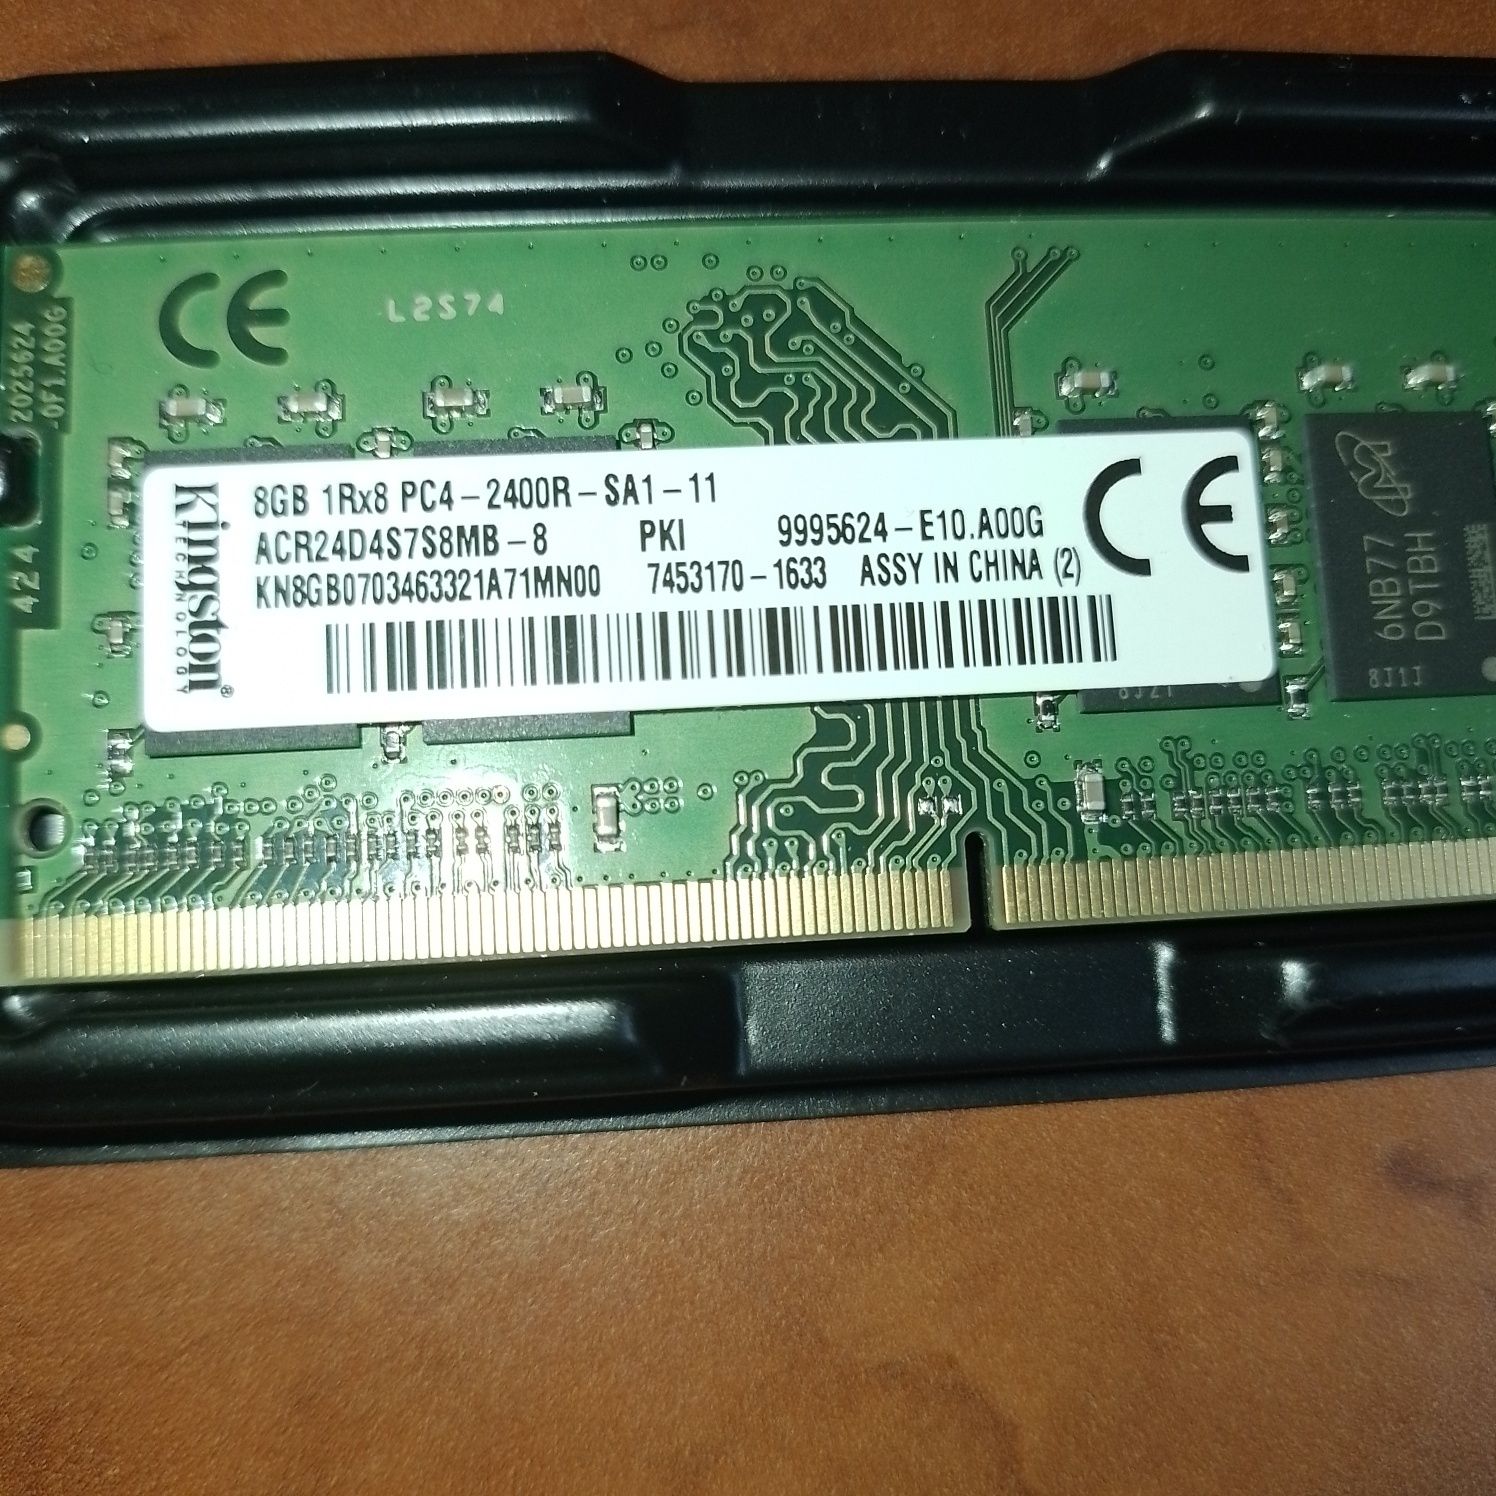 L2S74
2025624
0F1.A00G
424
Kingston
TECHNOLOGY
®
8GB 1Rx8 PC4-2400R-SA1-11
ACR24D4S7S8MB-8 PKI 9995624-E10.A00G
KN8GB0703463321A71MN00 7453170-1633 ASSY IN CHINA (2)
CE
CE
6NB77
D9TBH
8J1J
8JZ1